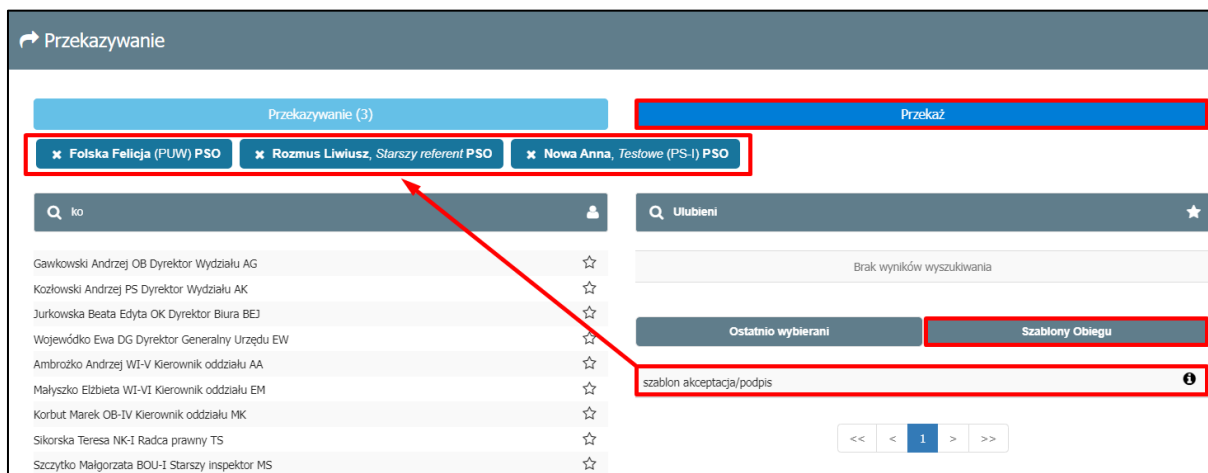 Przekazywanie
Przekazywanie (3)
Przekaż
× Folska Felicja (PUW) PSO
× Rozmus Liwiusz, Starszy referent PSO
× Nowa Anna, Testowe (PS-I) PSO
ko
Gawkowski Andrzej OB Dyrektor Wydziału AG
Kozłowski Andrzej PS Dyrektor Wydziału AK
Jurkowska Beata Edyta OK Dyrektor Biura BEJ
Wojewódko Ewa DG Dyrektor Generalny Urzędu EW
Ambrożko Andrzej WI-V Kierownik oddziału AA
Małyszko Elżbieta WI-VI Kierownik oddziału EM
Korbut Marek OB-IV Kierownik oddziału MK
Sikorska Teresa NK-I Radca prawny TS
Szczytko Małgorzata BOU-I Starszy inspektor MS
Ulubieni
Brak wyników wyszukiwania
Ostatnio wybierani
Szablony Obiegu
szablon akceptacja/podpis
<< < 1 > >>